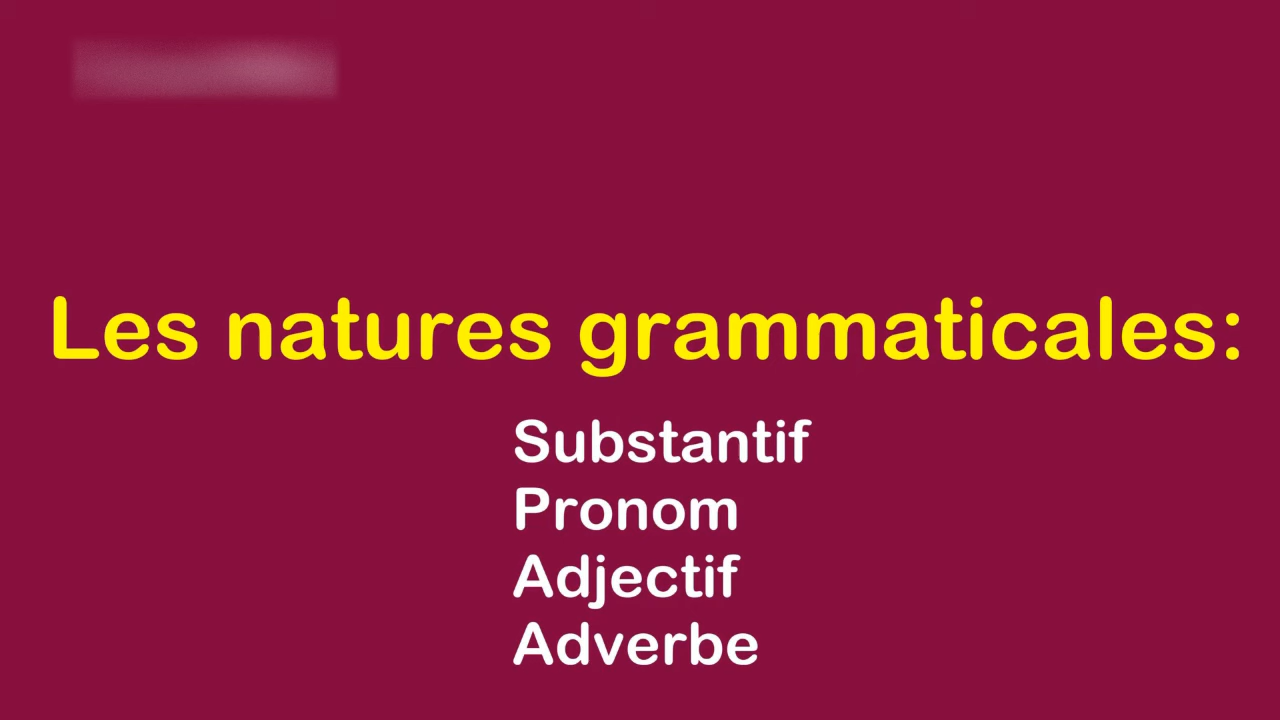 Les natures grammaticales:
Substantif
Pronom
Adjectif
Adverbe